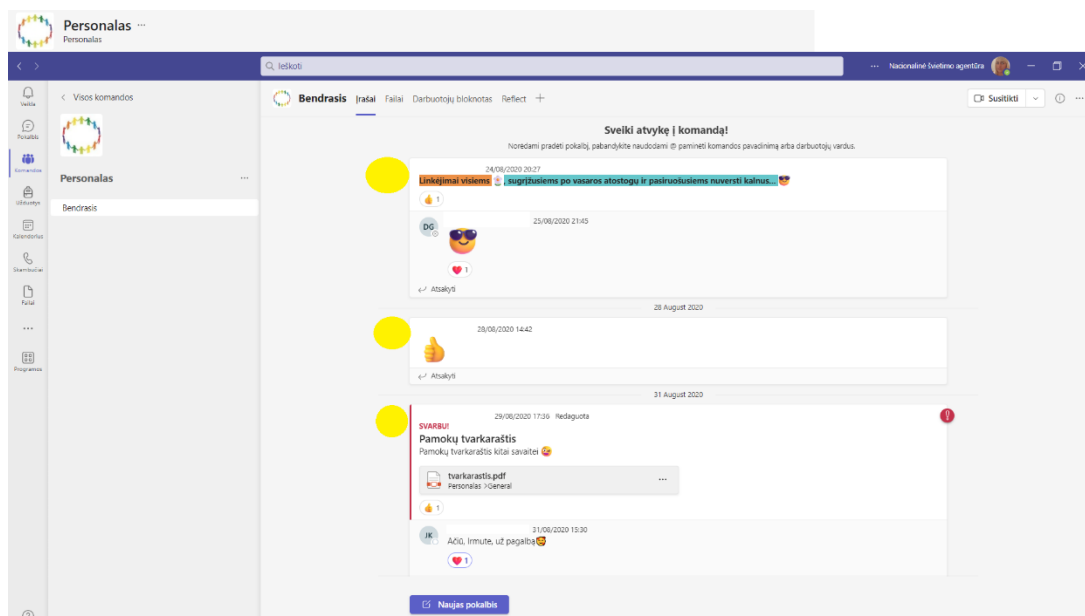 Personalas ...
Personalas
Ieškoti
... Nacionalinė švietimo agentūra
Veikla
Pokalbis
Komandos
Užduotys
Kalendorius
Skambučiai
Failai
...
Programos
Visos komandos
Personalas ...
Bendrasis
Bendrasis Įrašai Failai Darbuotojų bloknotas Reflect +
Susitikti
...
Sveiki atvykę į komandą!
Norėdami pradėti pokalbį, pabandykite naudodami @ paminėti komandos pavadinimą arba darbuotojų vardus.
24/08/2020 20:27
Linkėjimai visiems , sugrįžusiems po vasaros atostogų ir pasiruošusiems nuversti kalnus...
1
DG
25/08/2020 21:45
1
Atsakyti
28 August 2020
28/08/2020 14:42
Atsakyti
31 August 2020
29/08/2020 17:36 Redaguota
SVARBU!
Pamokų tvarkaraštis
Pamokų tvarkaraštis kitai savaitei
tvarkarastis.pdf
Personalas >General
...
1
JK
31/08/2020 15:30
Ačiū, Irmute, už pagalbą
1
Naujas pokalbis